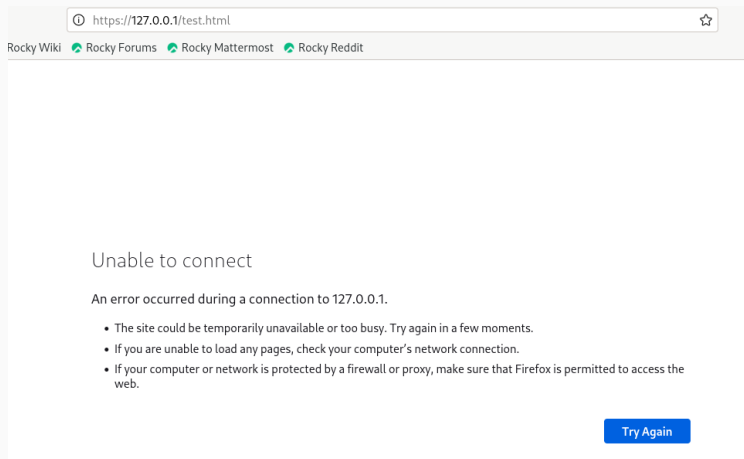 https://127.0.0.1/test.html
Rocky Wiki Rocky Forums Rocky Mattermost Rocky Reddit
Unable to connect
An error occurred during a connection to 127.0.0.1.
• The site could be temporarily unavailable or too busy. Try again in a few moments.
• If you are unable to load any pages, check your computer’s network connection.
• If your computer or network is protected by a firewall or proxy, make sure that Firefox is permitted to access the
web.
Try Again